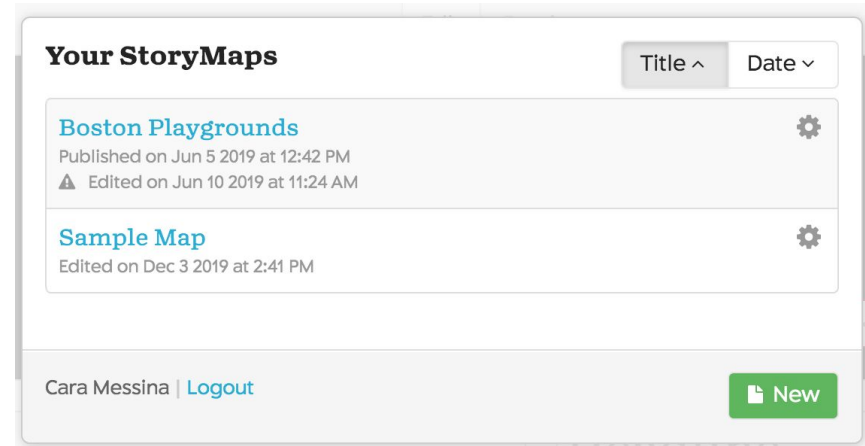 Your StoryMaps
Title
Date
Boston Playgrounds
Published on Jun 5 2019 at 12:42 PM
Edited on Jun 10 2019 at 11:24 AM
Sample Map
Edited on Dec 3 2019 at 2:41 PM
Cara Messina | Logout
New